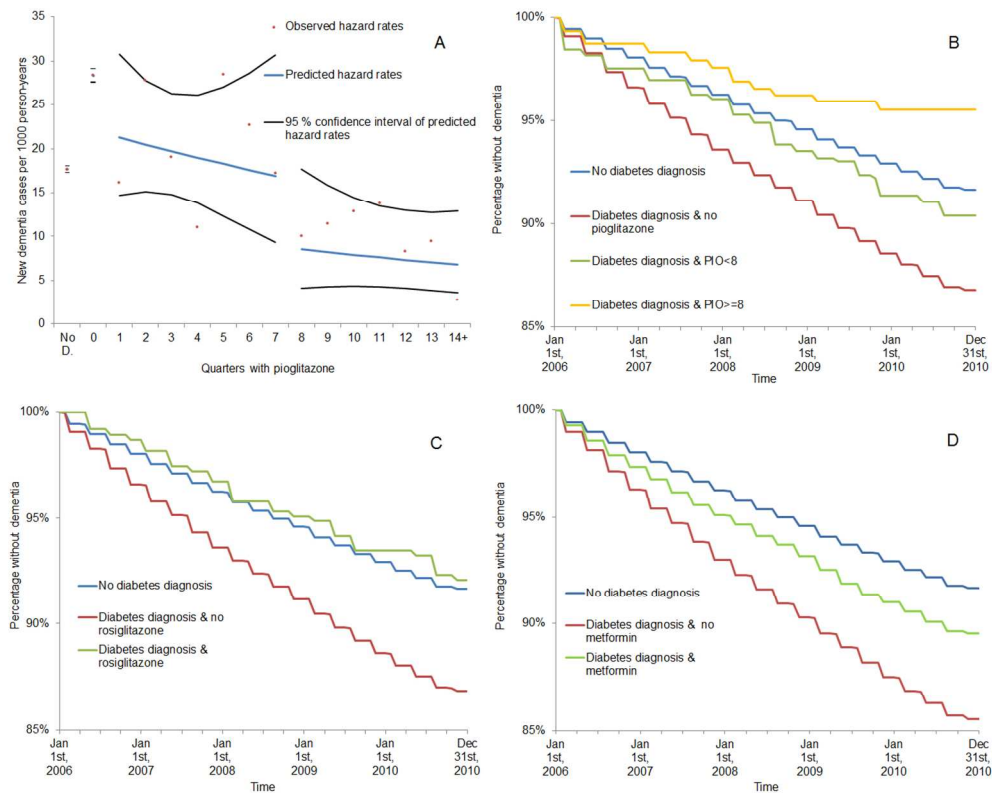 A
New dementia cases per 1000 person-years
35
30
25
20
15
10
5
0
Observed hazard rates
Predicted hazard rates
95 % confidence interval of predicted
hazard rates
No
D.
0 1 2 3 4 5 6 7 8 9 10 11 12 13 14+
Quarters with pioglitazone
B
Percentage without dementia
100%
95%
90%
85%
No diabetes diagnosis
Diabetes diagnosis & no
pioglitazone
Diabetes diagnosis & PIO<8
Diabetes diagnosis & PIO>=8
Jan Jan Jan Jan Jan Dec
1st, 1st, 1st, 1st, 1st, 31st,
2006 2007 2008 2009 2010 2010
Time
C
Percentage without dementia
100%
95%
90%
85%
No diabetes diagnosis
Diabetes diagnosis & no
rosiglitazone
Diabetes diagnosis &
rosiglitazone
Jan Jan Jan Jan Jan Dec
1st, 1st, 1st, 1st, 1st, 31st,
2006 2007 2008 2009 2010 2010
Time
D
Percentage without dementia
100%
95%
90%
85%
No diabetes diagnosis
Diabetes diagnosis & no
metformin
Diabetes diagnosis &
metformin
Jan Jan Jan Jan Jan Dec
1st, 1st, 1st, 1st, 1st, 31st,
2006 2007 2008 2009 2010 2010
Time